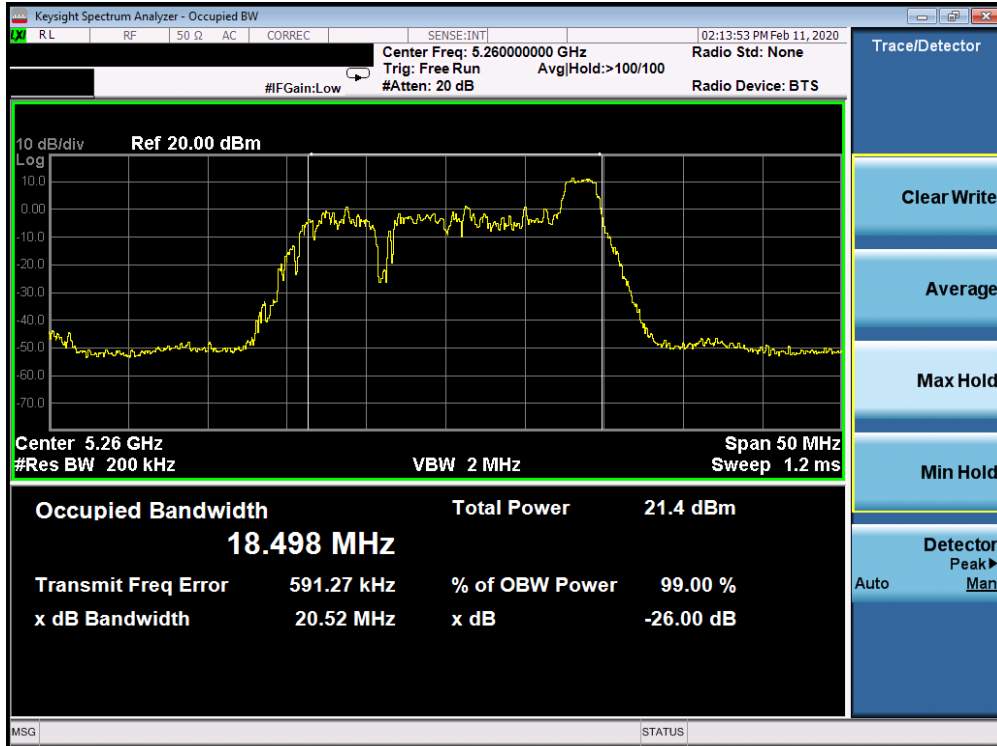 Keysight Spectrum Analyzer - Occupied BW
LXI RL RF 50 Ω AC CORREC SENSE:INT 02:13:53 PM Feb 11, 2020
Center Freq: 5.260000000 GHz Radio Std: None
Trig: Free Run Avg|Hold:>100/100
#IFGain:Low #Atten: 20 dB Radio Device: BTS
10 dB/div Ref 20.00 dBm
Log
10.0
0.00
-10.0
-20.0
-30.0
-40.0
-50.0
-60.0
-70.0
Center 5.26 GHz Span 50 MHz
#Res BW 200 kHz VBW 2 MHz Sweep 1.2 ms
Occupied Bandwidth Total Power 21.4 dBm
18.498 MHz
Transmit Freq Error 591.27 kHz % of OBW Power 99.00 %
x dB Bandwidth 20.52 MHz x dB -26.00 dB
MSG STATUS
Trace/Detector
Clear Write
Average
Max Hold
Min Hold
Detector
Peak▶
Auto Man